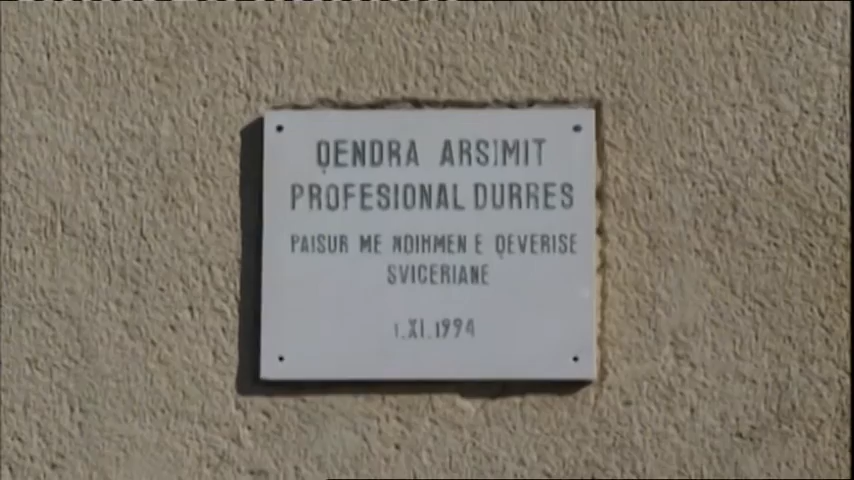 QENDRA ARSIMIT
PROFESIONAL DURRES
PAISUR ME NDIHMEN E QEVERISE
SVICERIANE
1.XI.1994